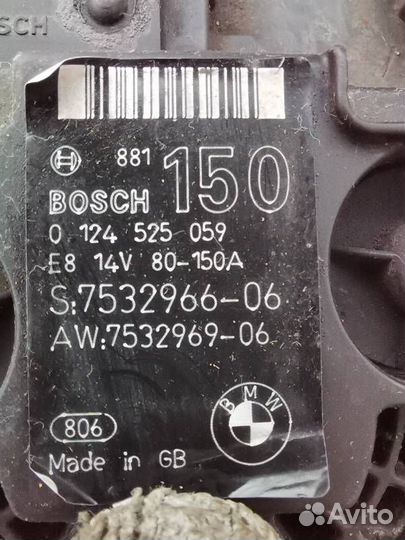 OSCH
881
150
BOSCH
0 124 525 059
E8 14V 80-150A
S:7532966-06
AW:7532969-06
BMW
806
Made in GB
Avito